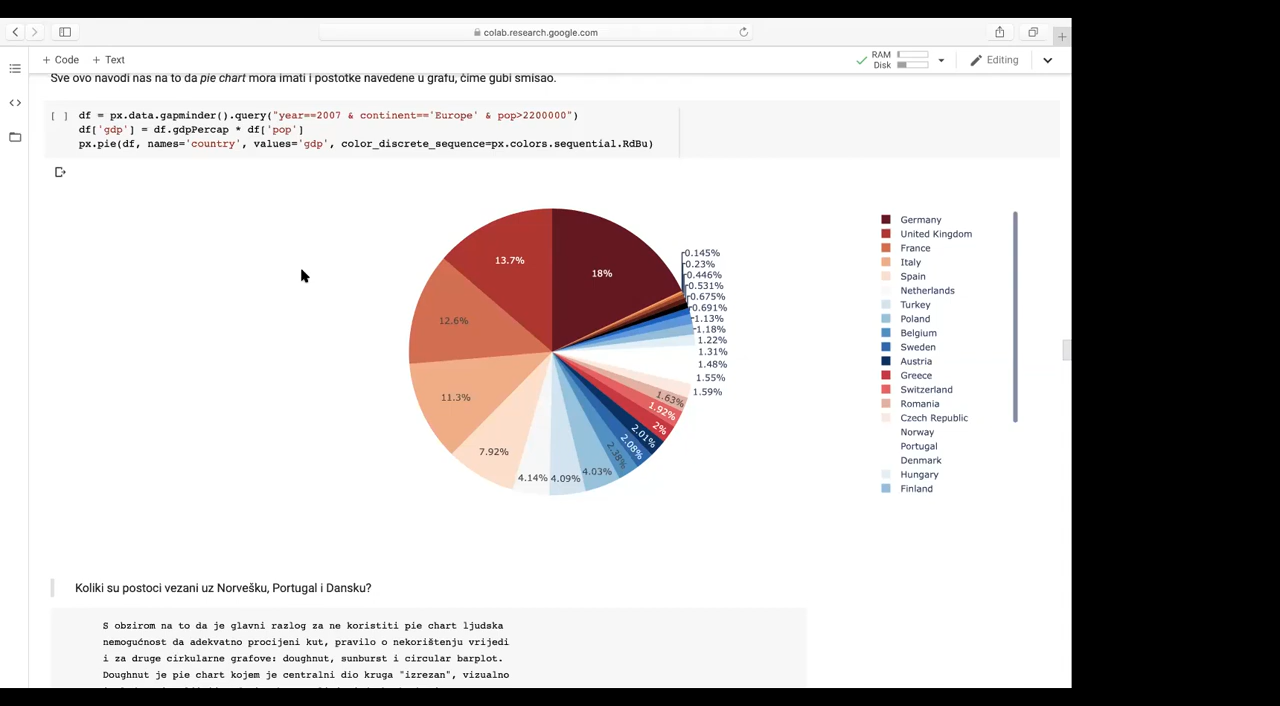 colab.research.google.com
+ Code + Text
RAM
Disk
Editing
Sve ovo navodi nas na to da pie chart mora imati i postotke navedene u grafu, čime gubi smisao.
[ ] df = px.data.gapminder().query("year==2007 & continent=='Europe' & pop>2200000")
df['gdp'] = df.gdpPercap * df['pop']
px.pie(df, names='country', values='gdp', color_discrete_sequence=px.colors.sequential.RdBu)
18%
13.7%
12.6%
11.3%
7.92%
4.14%
4.09%
4.03%
2.38%
2.08%
2.01%
2%
1.92%
1.63%
1.59%
1.55%
1.48%
1.31%
1.22%
1.18%
1.13%
0.691%
0.675%
0.531%
0.446%
0.23%
0.145%
Germany
United Kingdom
France
Italy
Spain
Netherlands
Turkey
Poland
Belgium
Sweden
Austria
Greece
Switzerland
Romania
Czech Republic
Norway
Portugal
Denmark
Hungary
Finland
Koliki su postoci vezani uz Norvešku, Portugal i Dansku?
S obzirom na to da je glavni razlog za ne koristiti pie chart ljudska
nemogućnost da adekvatno procijeni kut, pravilo o nekorištenju vrijedi
i za druge cirkularne grafove: doughnut, sunburst i circular barplot.
Doughnut je pie chart kojem je centralni dio kruga "izrezan", vizualno